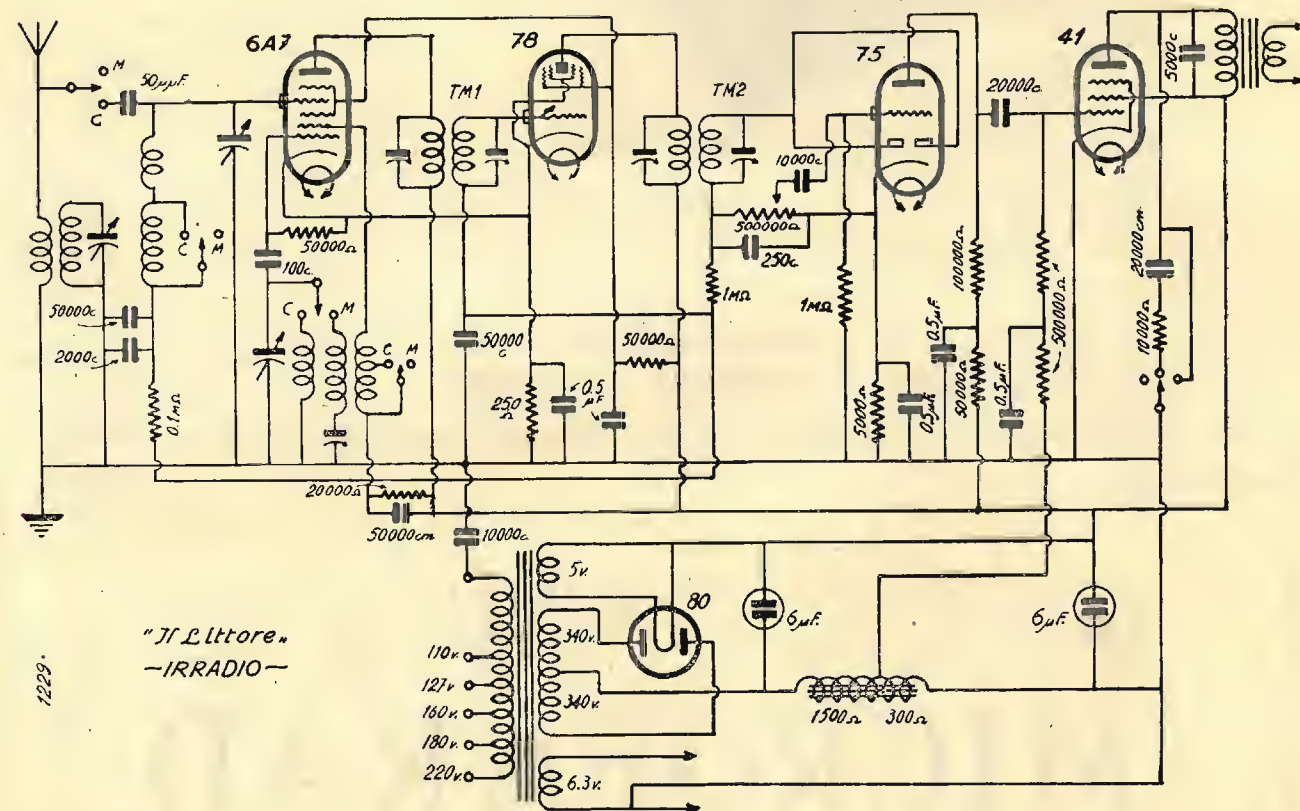 6A7
78
75
41
M
C
50μμF.
TM1
TM2
20000c.
5000c
10000c
50000Ω
500000Ω
250c.
100c.
C
M
C
M
C
M
50000c
2000c
0.1MΩ
50000
c
50000Ω
1MΩ
1MΩ
100000Ω
0.5μF.
50000Ω
0.5μF.
500000Ω
20000cm.
10000Ω
250
Ω
0.5
μF
5000Ω
0.5μF.
20000Ω
50000cm
10000c.
5v.
80
6μF.
6μF.
340v.
340v.
1500Ω
300Ω
6.3v.
110v.
127v
160v.
180v.
220v.
"Il Littore"
-IRRADIO-
1229.